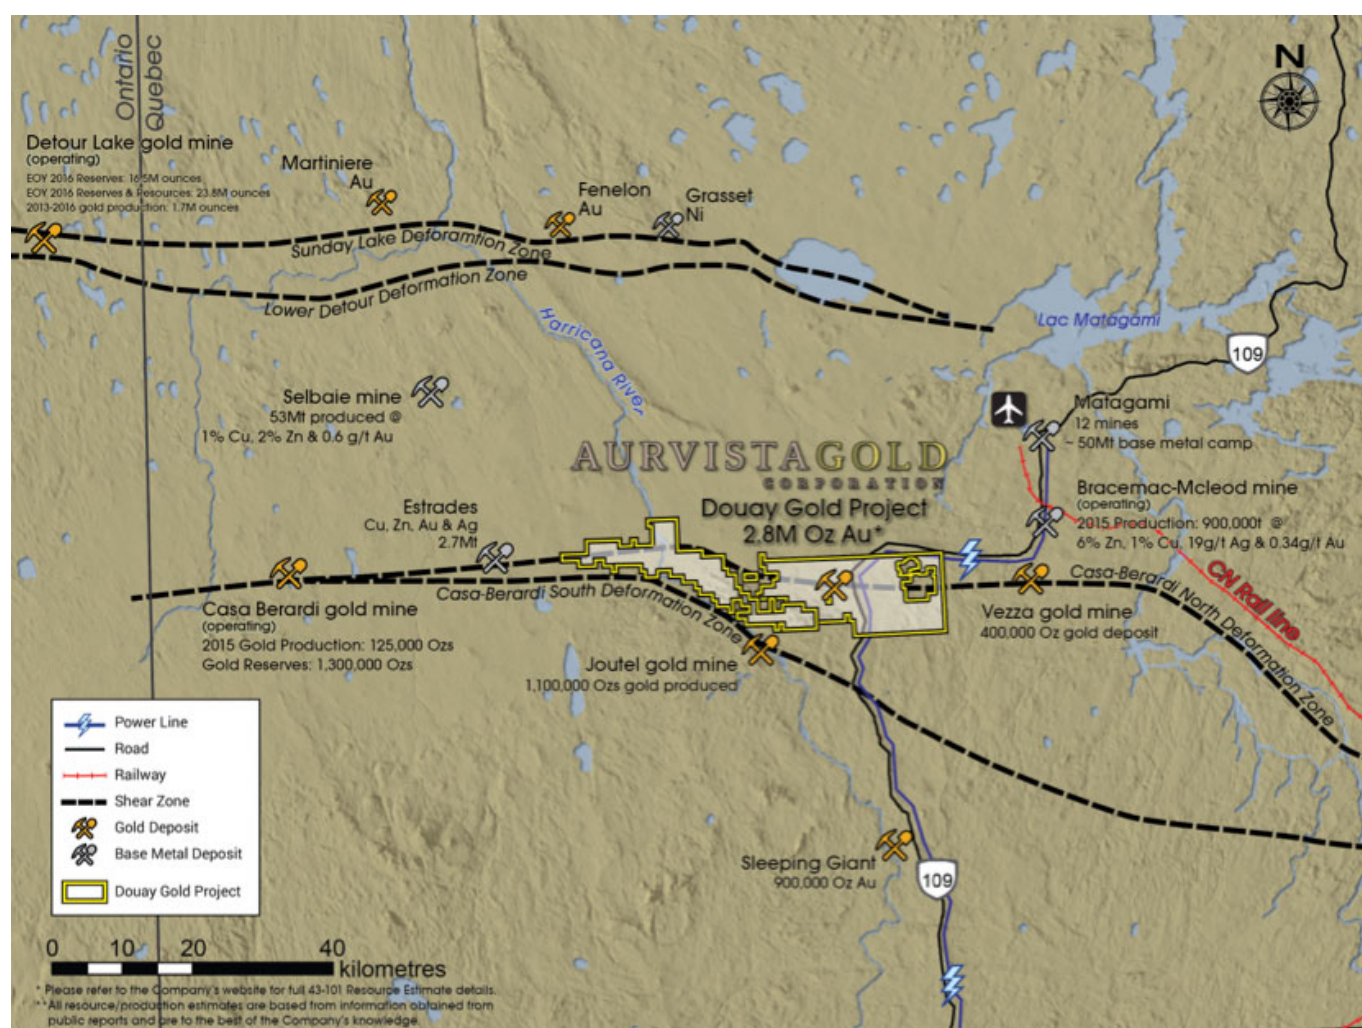 Ontario
Quebec
N
Detour Lake gold mine
(operating)
EOY 2016 Reserves: 16.5M ounces
EOY 2016 Reserves & Resources: 23.8M ounces
2013-2016 gold production: 1.7M ounces
Martiniere
Au
Fenelon
Au
Grasset
Ni
Sunday Lake Deforamtion Zone
Lower Detour Deformation Zone
Harricana River
Lac Matagami
109
Selbaie mine
53Mt produced @
1% Cu, 2% Zn & 0.6 g/t Au
Matagami
12 mines
~ 50Mt base metal camp
AURVISTAGOLD
CORPORATION
Douay Gold Project
2.8M Oz Au*
Bracemac-Mcleod mine
(operating)
2015 Production: 900,000t @
6% Zn, 1% Cu, 19g/t Ag & 0.34g/t Au
Estrades
Cu, Zn, Au & Ag
2.7Mt
CN Rail line
Casa Berardi gold mine
(operating)
2015 Gold Production: 125,000 Ozs
Gold Reserves: 1,300,000 Ozs
Casa-Berardi South Deformation Zone
Casa-Berardi North Deformation Zone
Vezza gold mine
400,000 Oz gold deposit
Joutel gold mine
1,100,000 Ozs gold produced
Sleeping Giant
900,000 Oz Au
109
Power Line
Road
Railway
Shear Zone
Gold Deposit
Base Metal Deposit
Douay Gold Project
0 10 20 40
kilometres
* Please refer to the Company's website for full 43-101 Resource Estimate details.
**All resource/production estimates are based from information obtained from
public reports and are to the best of the Company's knowledge.